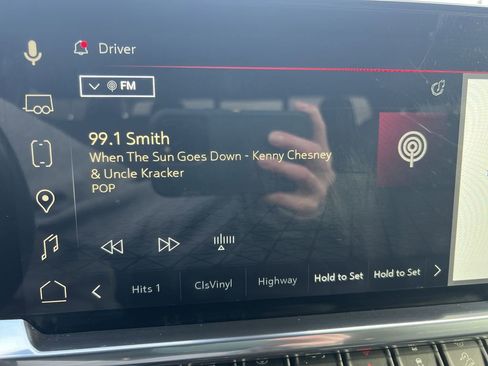 Driver
FM
99.1 Smith
When The Sun Goes Down - Kenny Chesney
& Uncle Kracker
POP
Hits 1
ClsVinyl
Highway
Hold to Set
Hold to Set